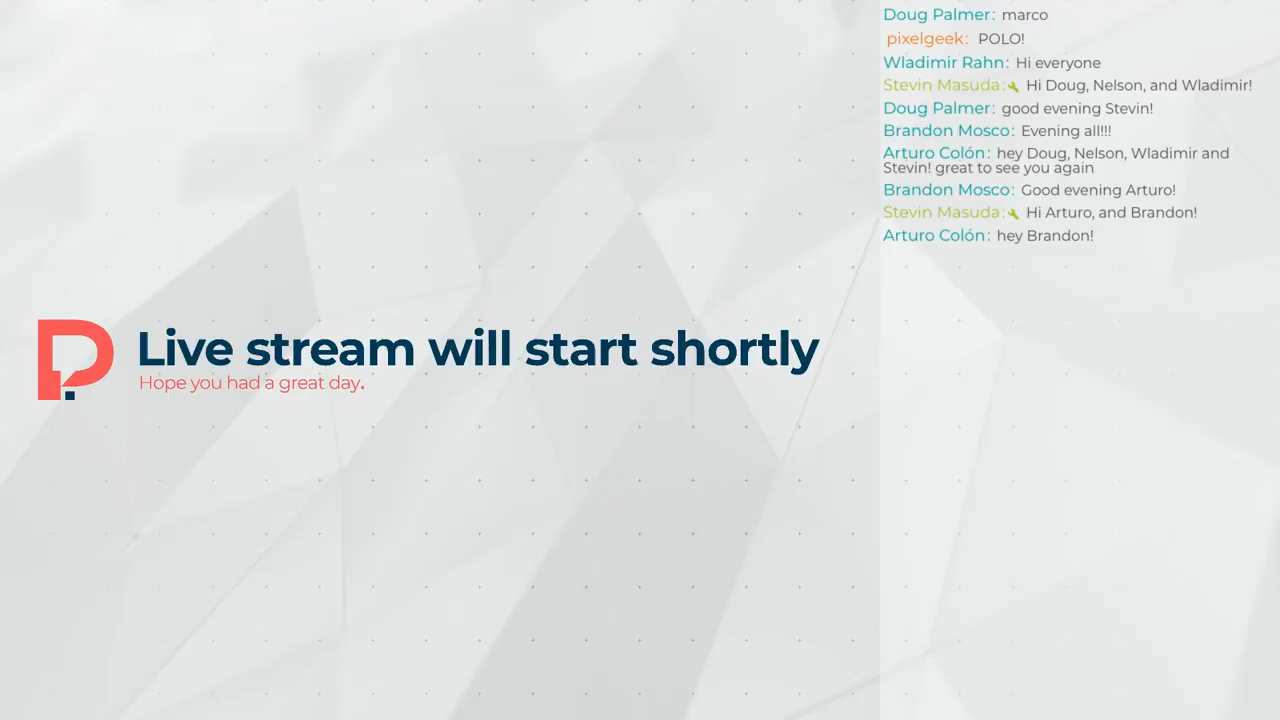 Doug Palmer: marco
pixelgeek: POLO!
Wladimir Rahn: Hi everyone
Stevin Masuda: Hi Doug, Nelson, and Wladimir!
Doug Palmer: good evening Stevin!
Brandon Mosco: Evening all!!!
Arturo Colón: hey Doug, Nelson, Wladimir and
Stevin! great to see you again
Brandon Mosco: Good evening Arturo!
Stevin Masuda: Hi Arturo, and Brandon!
Arturo Colón: hey Brandon!
Live stream will start shortly
Hope you had a great day.